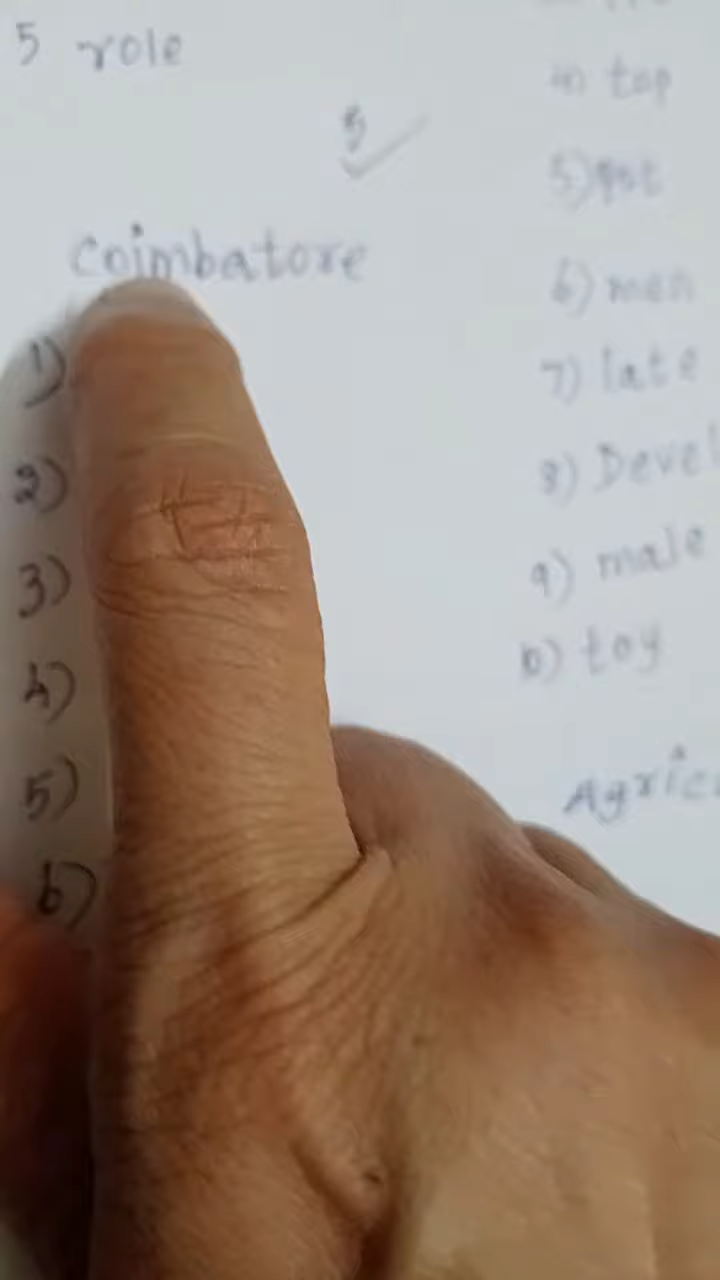 5 role
5
Coimbatore
1)
2)
3)
4)
5)
6)
4) top
5) pot
6) men
7) late
8) Devel
9) male
10) toy
Agric